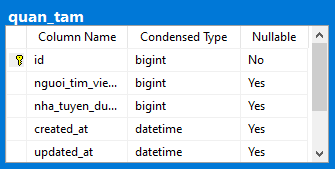 quan_tam
Column Name Condensed Type Nullable
id bigint No
nguoi_tim_vie... bigint Yes
nha_tuyen_du... bigint Yes
created_at datetime Yes
updated_at datetime Yes